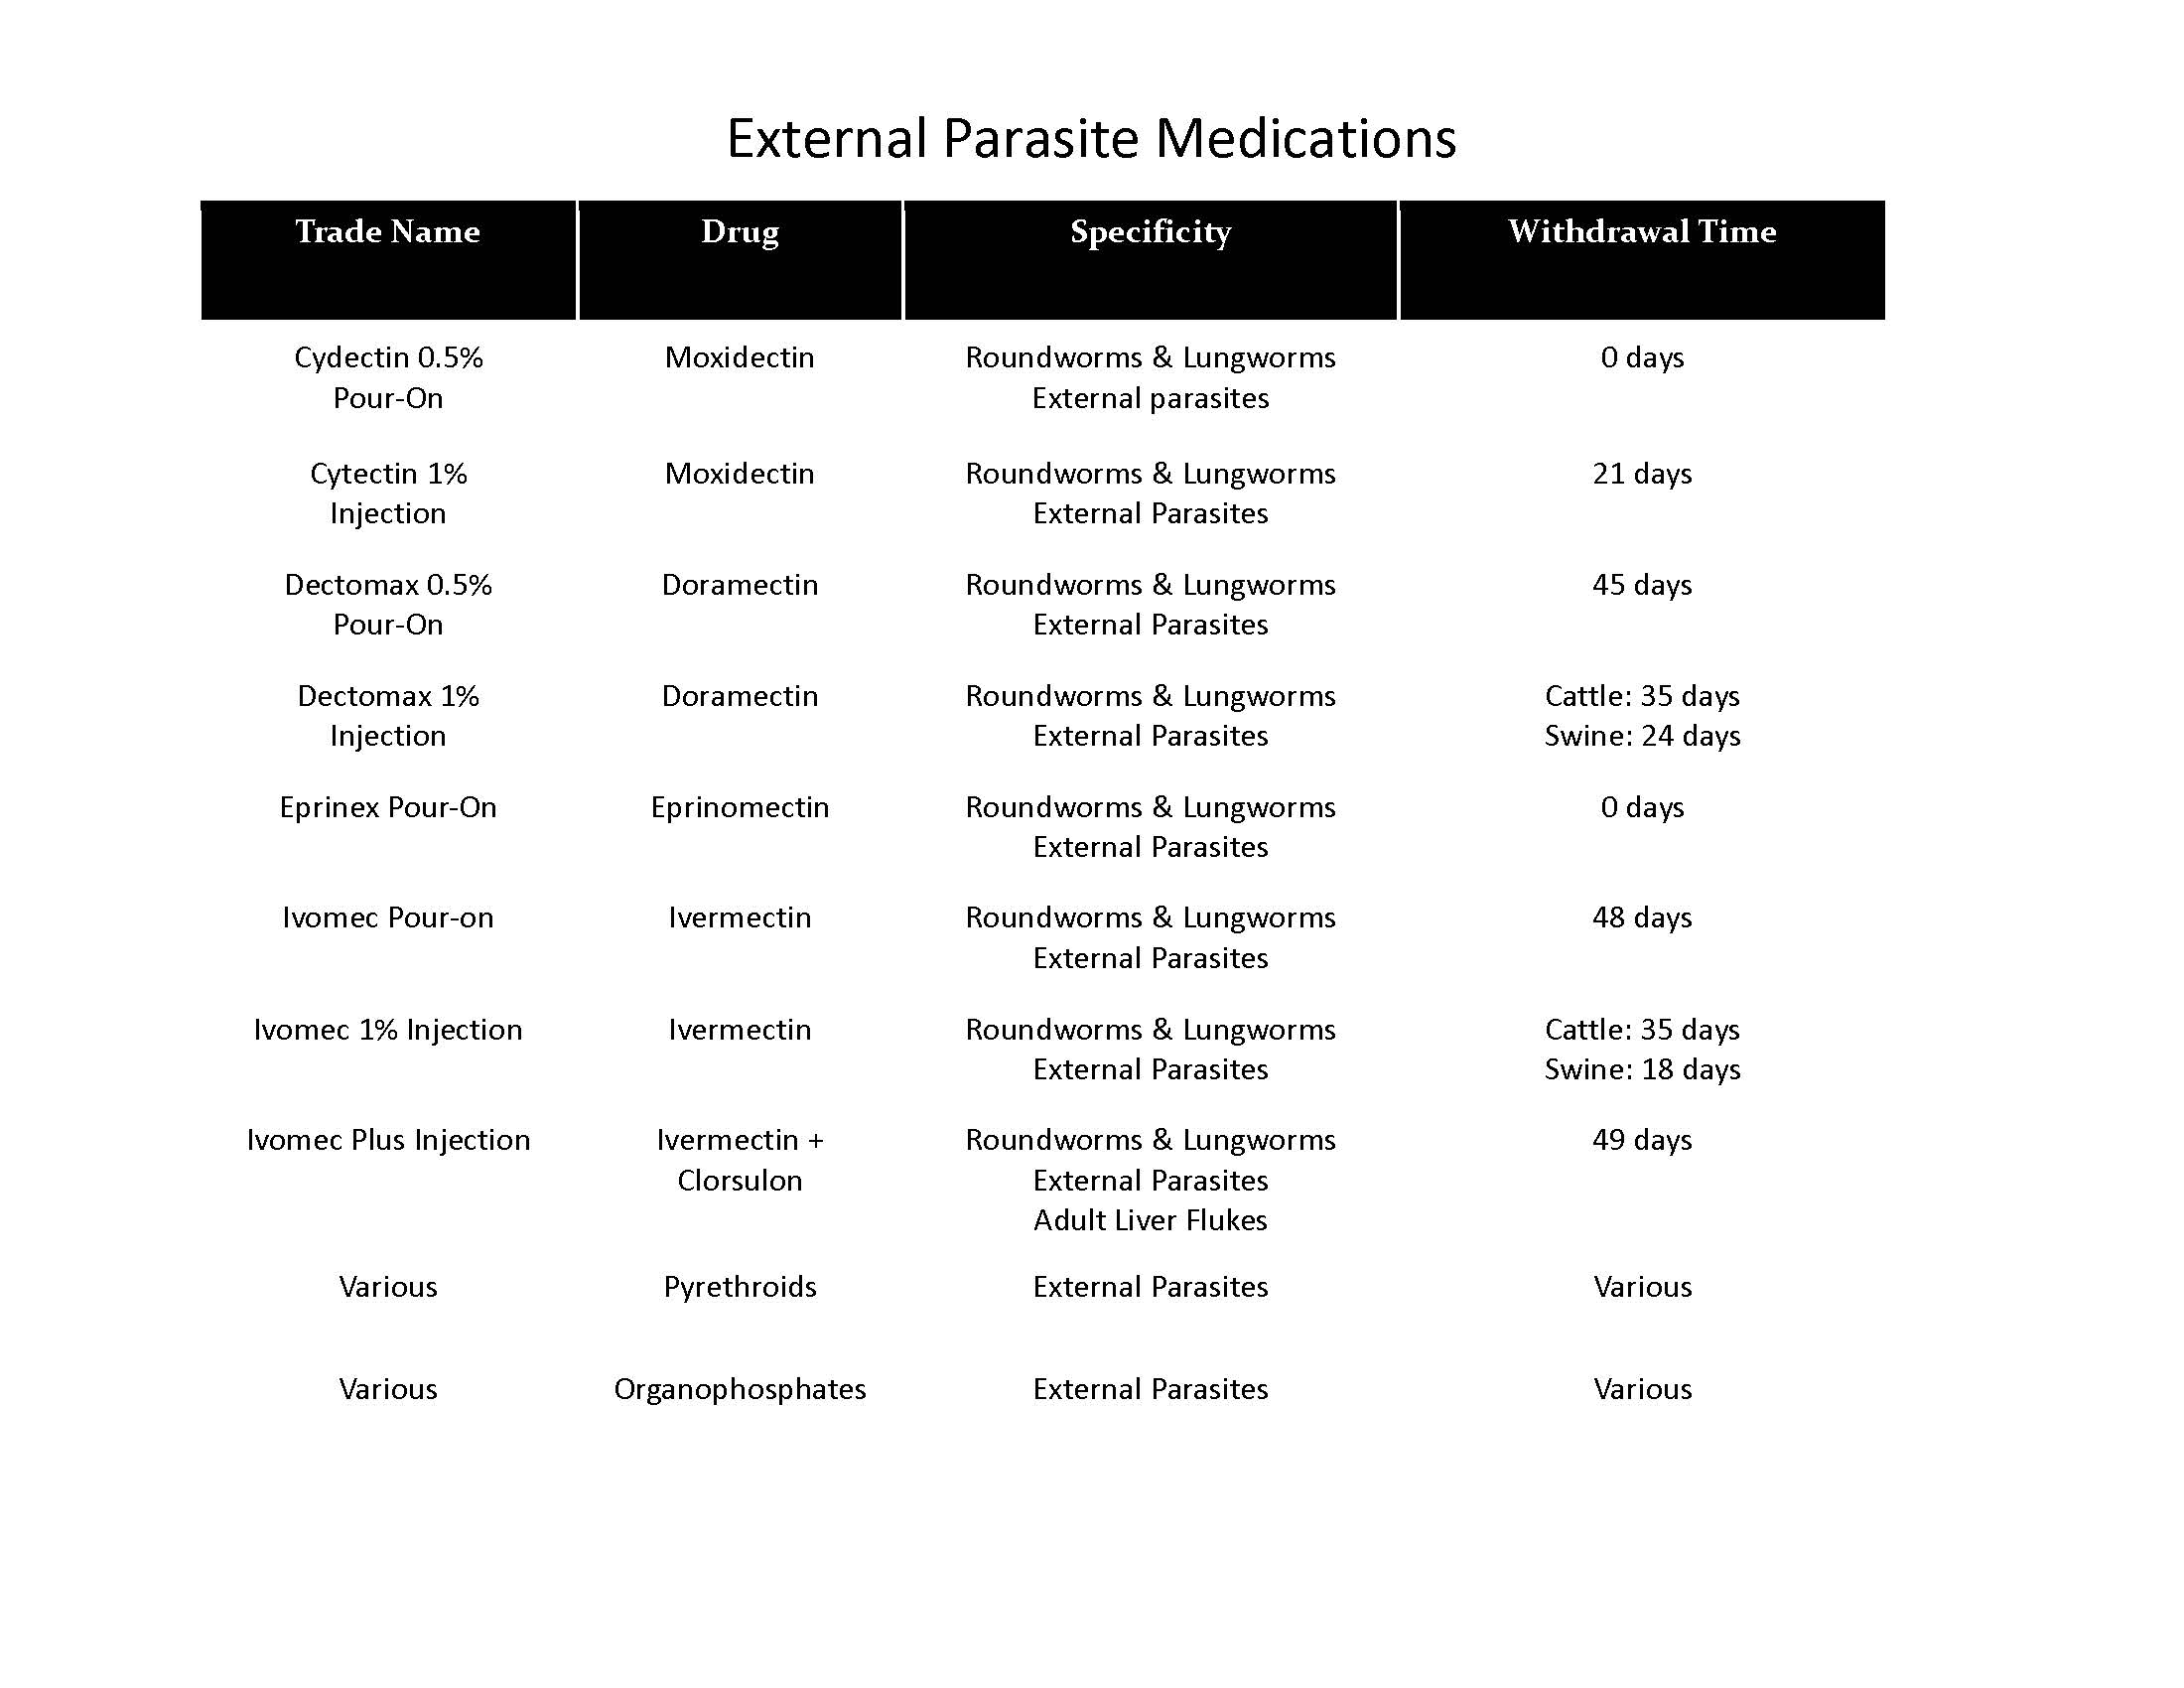 External Parasite Medications
Trade Name Drug Specificity Withdrawal Time
Cydectin 0.5% Moxidectin Roundworms & Lungworms 0 days
Pour-On External parasites
Cytectin 1% Moxidectin Roundworms & Lungworms 21 days
Injection External Parasites
Dectomax 0.5% Doramectin Roundworms & Lungworms 45 days
Pour-On External Parasites
Dectomax 1% Doramectin Roundworms & Lungworms Cattle: 35 days
Injection External Parasites Swine: 24 days
Eprinex Pour-On Eprinomectin Roundworms & Lungworms 0 days
External Parasites
Ivomec Pour-on Ivermectin Roundworms & Lungworms 48 days
External Parasites
Ivomec 1% Injection Ivermectin Roundworms & Lungworms Cattle: 35 days
External Parasites Swine: 18 days
Ivomec Plus Injection Ivermectin + Roundworms & Lungworms 49 days
Clorsulon External Parasites
Adult Liver Flukes
Various Pyrethroids External Parasites Various
Various Organophosphates External Parasites Various